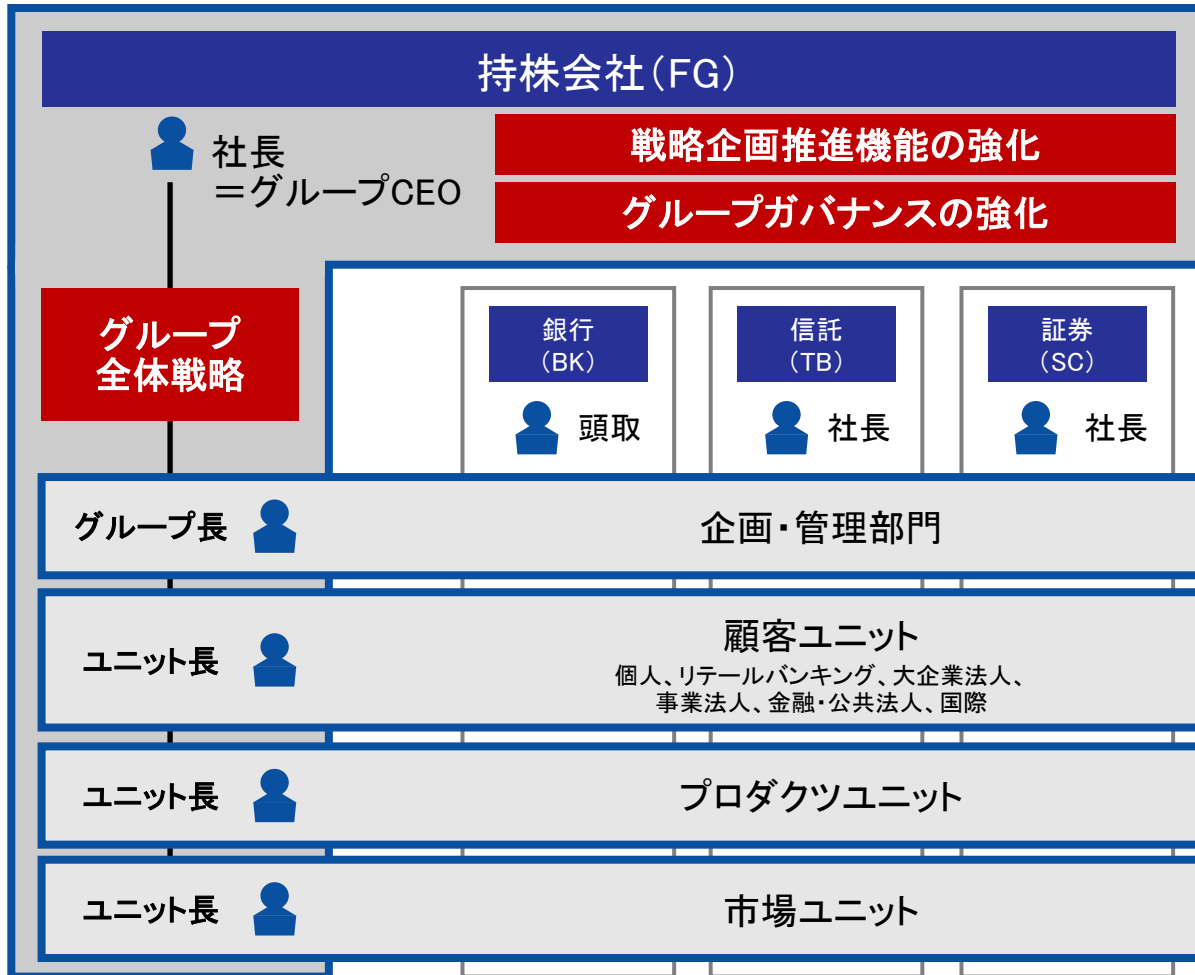 持株会社(FG)
社長
=グループCEO
戦略企画推進機能の強化
グループガバナンスの強化
グループ
全体戦略
銀行
(BK)
頭取
信託
(TB)
社長
証券
(SC)
社長
グループ長
企画・管理部門
ユニット長
顧客ユニット
個人、リテールバンキング、大企業法人、
事業法人、金融・公共法人、国際
ユニット長
プロダクツユニット
ユニット長
市場ユニット